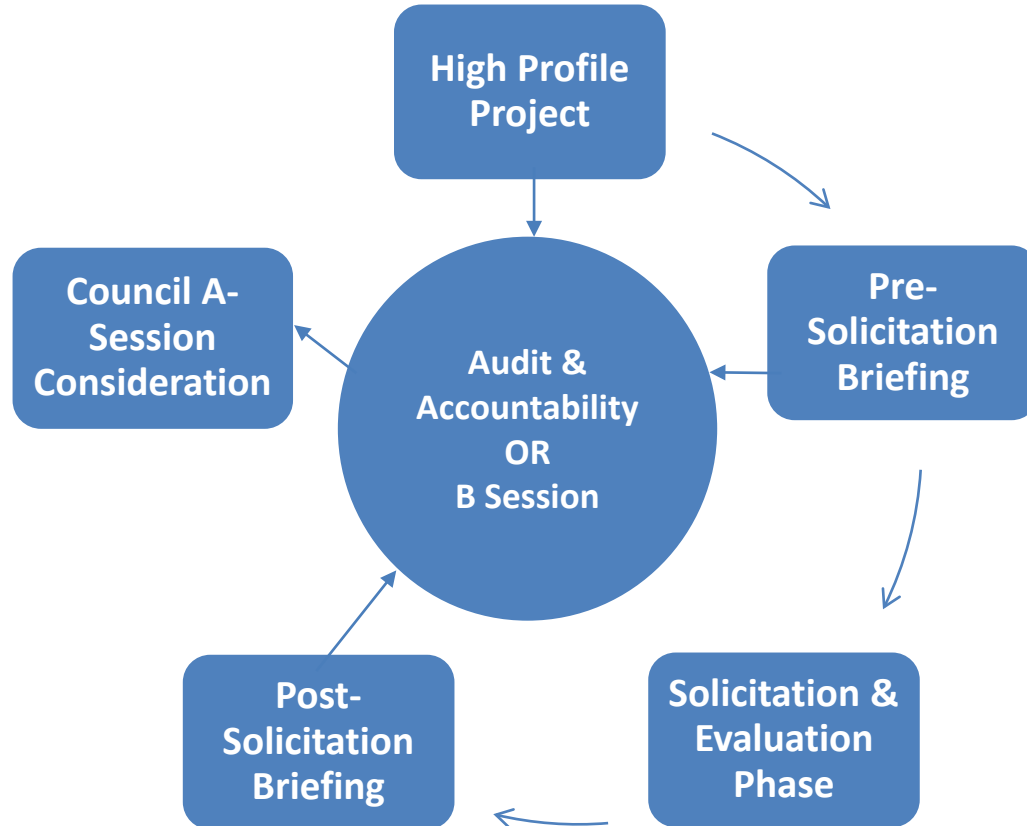 High Profile
Project
Pre-
Solicitation
Briefing
Solicitation &
Evaluation
Phase
Post-
Solicitation
Briefing
Council A-
Session
Consideration
Audit &
Accountability
OR
B Session